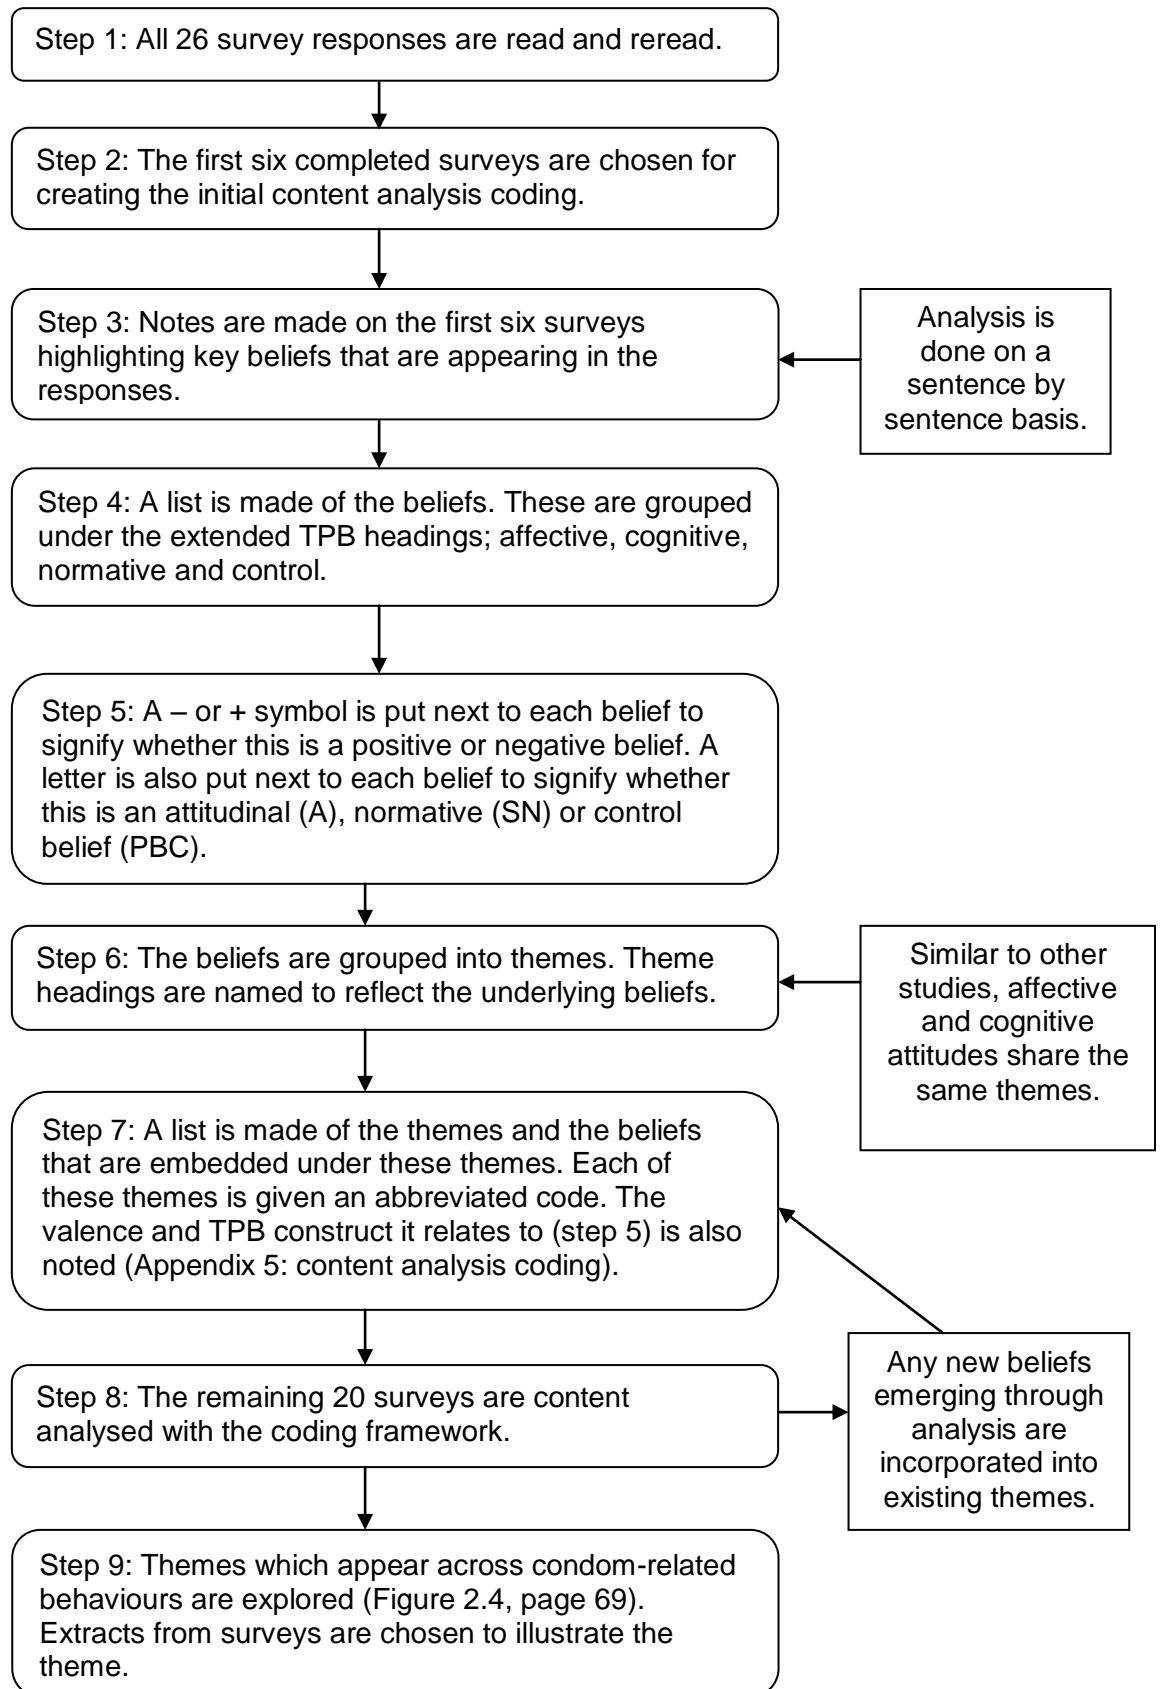 Step 1: All 26 survey responses are read and reread.
Step 2: The first six completed surveys are chosen for
creating the initial content analysis coding.
Step 3: Notes are made on the first six surveys
highlighting key beliefs that are appearing in the
responses.
Analysis is
done on a
sentence by
sentence basis.
Step 4: A list is made of the beliefs. These are grouped
under the extended TPB headings; affective, cognitive,
normative and control.
Step 5: A – or + symbol is put next to each belief to
signify whether this is a positive or negative belief. A
letter is also put next to each belief to signify whether
this is an attitudinal (A), normative (SN) or control
belief (PBC).
Step 6: The beliefs are grouped into themes. Theme
headings are named to reflect the underlying beliefs.
Similar to other
studies, affective
and cognitive
attitudes share the
same themes.
Step 7: A list is made of the themes and the beliefs
that are embedded under these themes. Each of
these themes is given an abbreviated code. The
valence and TPB construct it relates to (step 5) is also
noted (Appendix 5: content analysis coding).
Step 8: The remaining 20 surveys are content
analysed with the coding framework.
Any new beliefs
emerging through
analysis are
incorporated into
existing themes.
Step 9: Themes which appear across condom-related
behaviours are explored (Figure 2.4, page 69).
Extracts from surveys are chosen to illustrate the
theme.